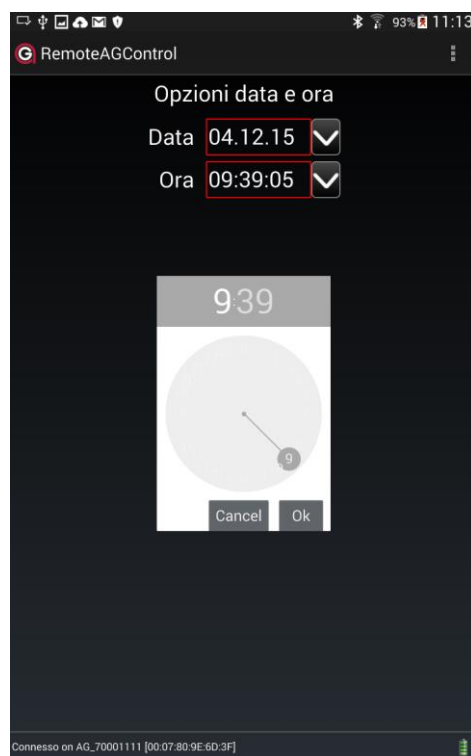 93% 11:13
RemoteAGControl
Opzioni data e ora
Data 04.12.15
Ora 09:39:05
9:39
9
Cancel Ok
Connesso on AG_70001111 [00:07:80:9E:6D:3F]